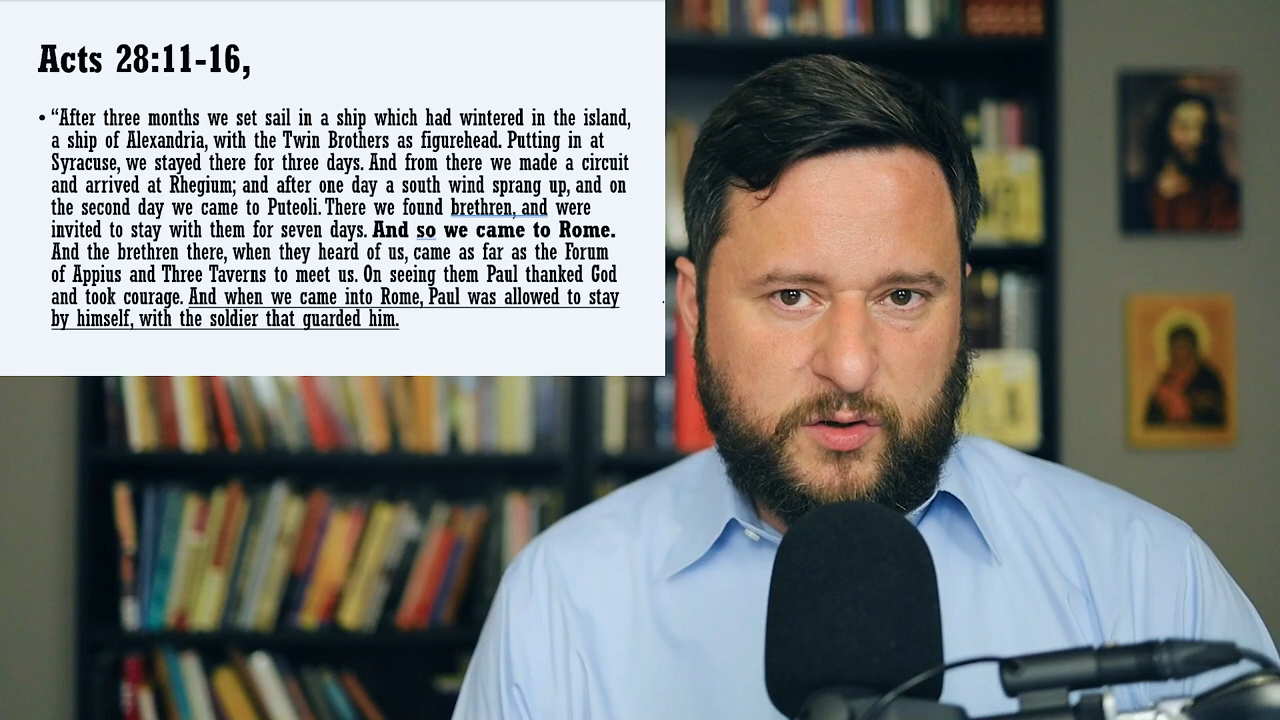 Acts 28:11-16,
• “After three months we set sail in a ship which had wintered in the island,
a ship of Alexandria, with the Twin Brothers as figurehead. Putting in at
Syracuse, we stayed there for three days. And from there we made a circuit
and arrived at Rhegium; and after one day a south wind sprang up, and on
the second day we came to Puteoli. There we found brethren, and were
invited to stay with them for seven days. And so we came to Rome.
And the brethren there, when they heard of us, came as far as the Forum
of Appius and Three Taverns to meet us. On seeing them Paul thanked God
and took courage. And when we came into Rome, Paul was allowed to stay
by himself, with the soldier that guarded him.